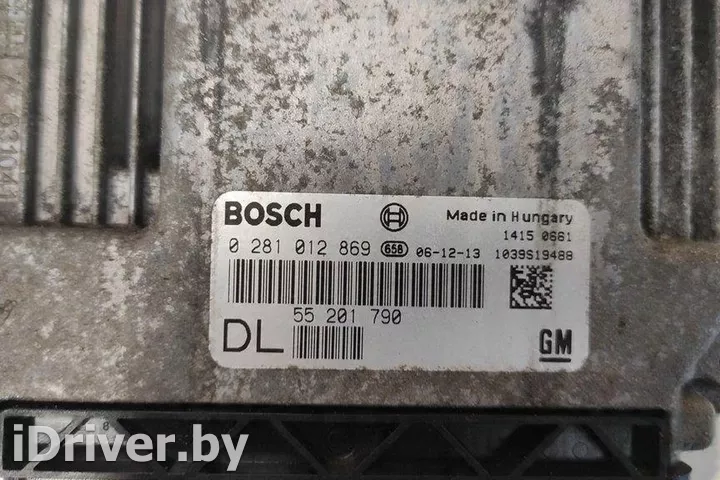 BOSCH
Made in Hungary
1415 0661
0 281 012 869 658 06-12-13 1039S19488
55 201 790
DL
GM
iDriver.by